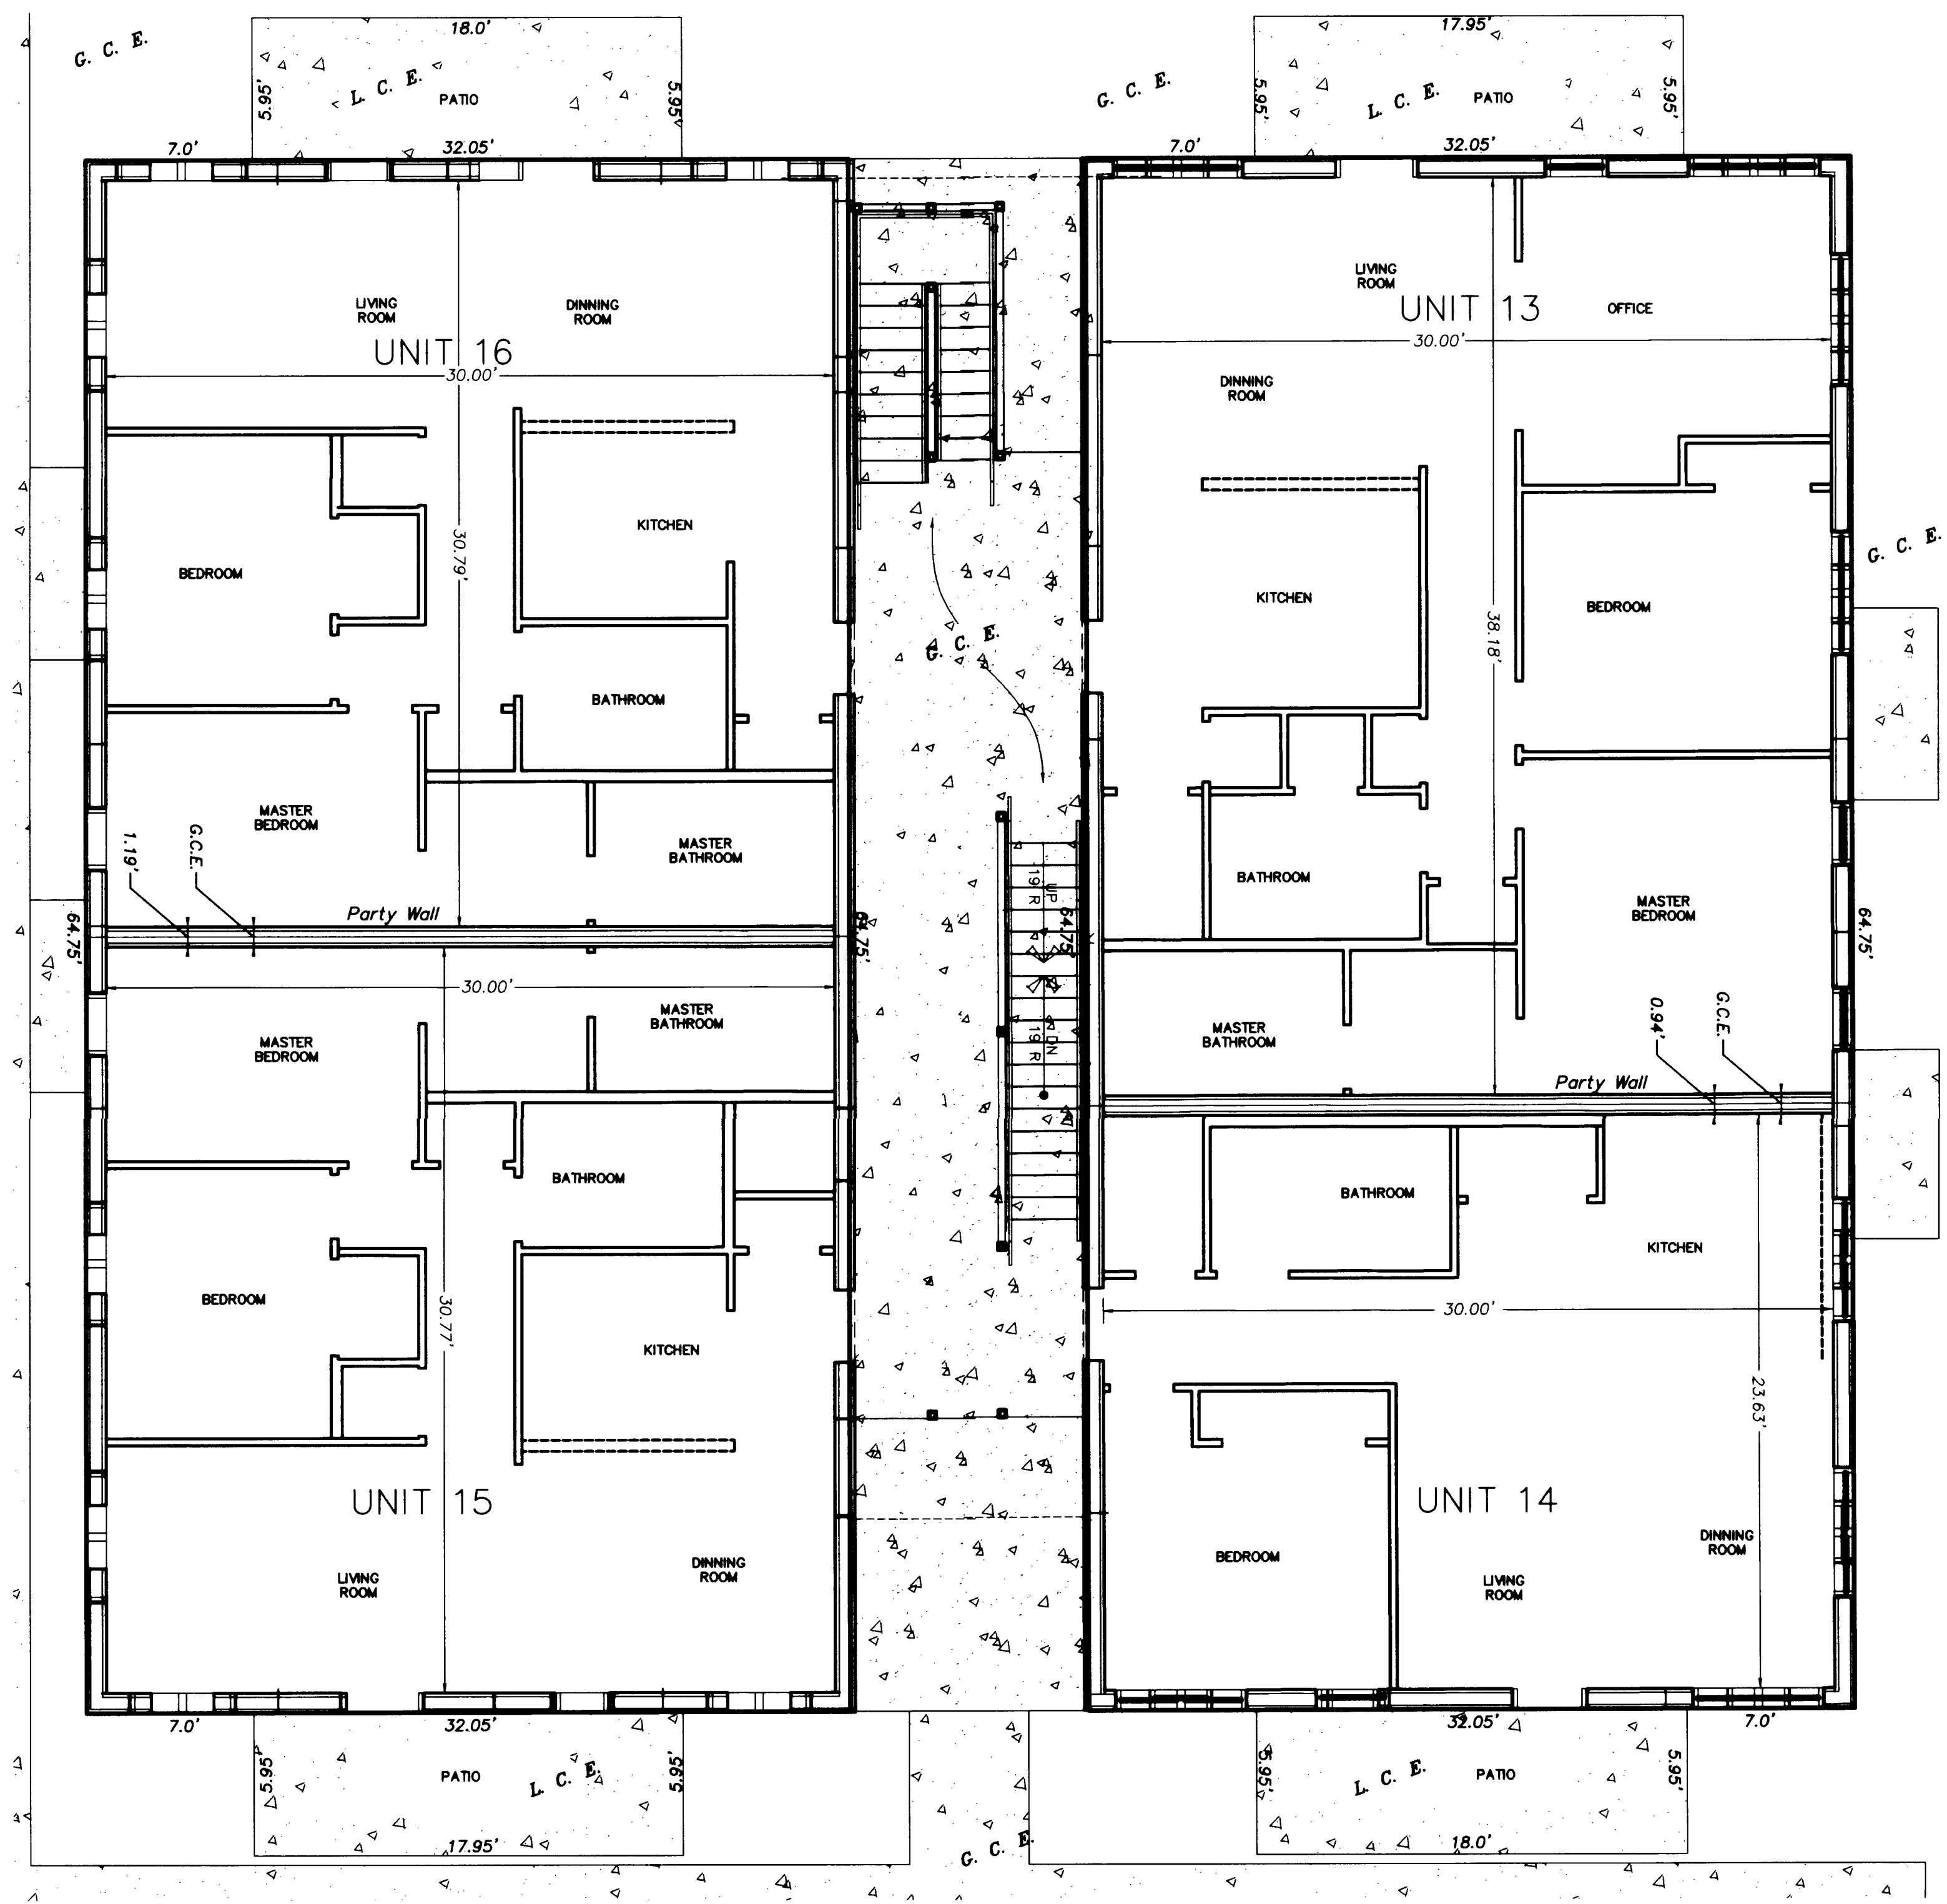 18.0'
17.95'
G. C. E.
L. C. E.
5.95'
5.95'
PATIO
G. C. E.
L. C. E.
5.95'
5.95'
PATIO
7.0'
32.05'
7.0'
32.05'
LIVING
ROOM
DINNING
ROOM
UNIT 16
30.00'
LIVING
ROOM
UNIT 13
OFFICE
30.00'
DINNING
ROOM
KITCHEN
BEDROOM
30.79'
G. C. E.
KITCHEN
BEDROOM
38.18'
G. C. E.
BATHROOM
MASTER
BEDROOM
MASTER
BATHROOM
1.19'
G.C.E.
Party Wall
64.75'
64.75'
UP
19 R
64.75'
BATHROOM
MASTER
BEDROOM
64.75'
30.00'
MASTER
BEDROOM
MASTER
BATHROOM
DN
19 R
MASTER
BATHROOM
0.94'
G.C.E.
Party Wall
BATHROOM
BATHROOM
KITCHEN
BEDROOM
30.77'
KITCHEN
30.00'
23.63'
UNIT 15
UNIT 14
LIVING
ROOM
DINNING
ROOM
BEDROOM
LIVING
ROOM
DINNING
ROOM
7.0'
32.05'
32.05'
7.0'
5.95'
PATIO
L. C. E.
5.95'
5.95'
L. C. E.
PATIO
5.95'
17.95'
G. C. E.
18.0'